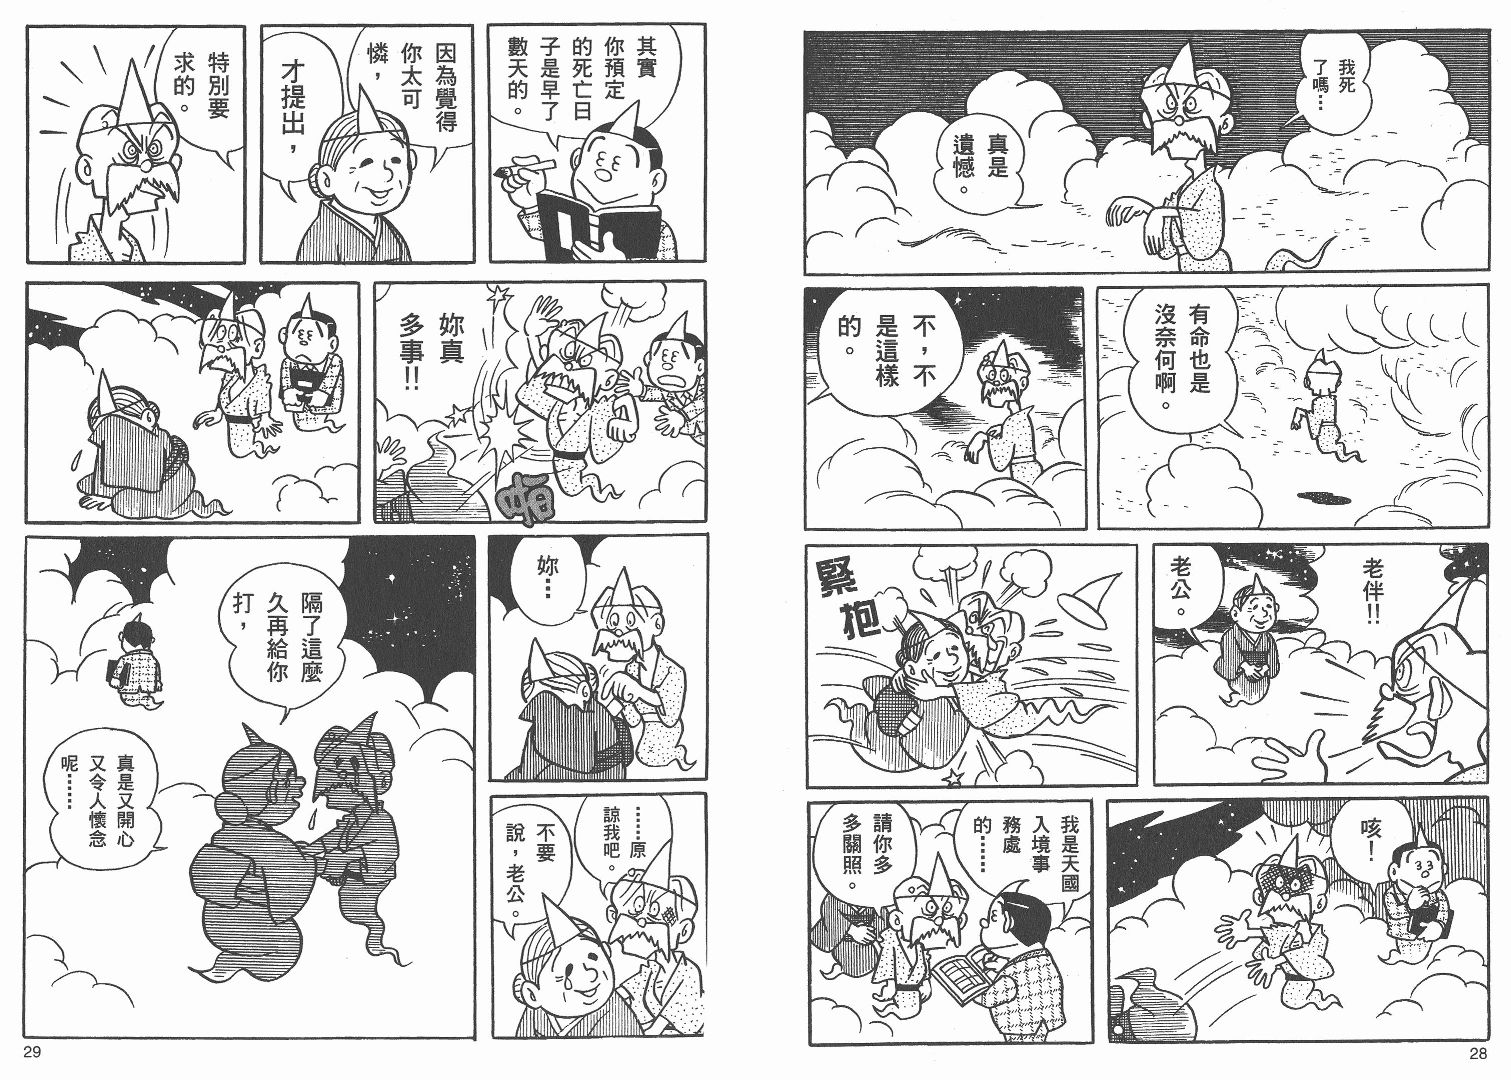 我死
了嗎…
真是
遺憾。
有命也是
沒奈何啊。
不，不
是這樣
的。
老伴!!
老公。
緊
抱
咳！
我是天國
入境事
務處
的……
請你多
多關照。
28
其實
你預定
的死亡日
子是早了
數天的。
因為覺得
你太可
憐，
才提出，
特別要
求的。
妳真
多事!!
啪
妳…
……原
諒我吧。
不要
說，老公。
隔了這麼
久再給你
打，
真是又開心
又令人懷念
呢……
29